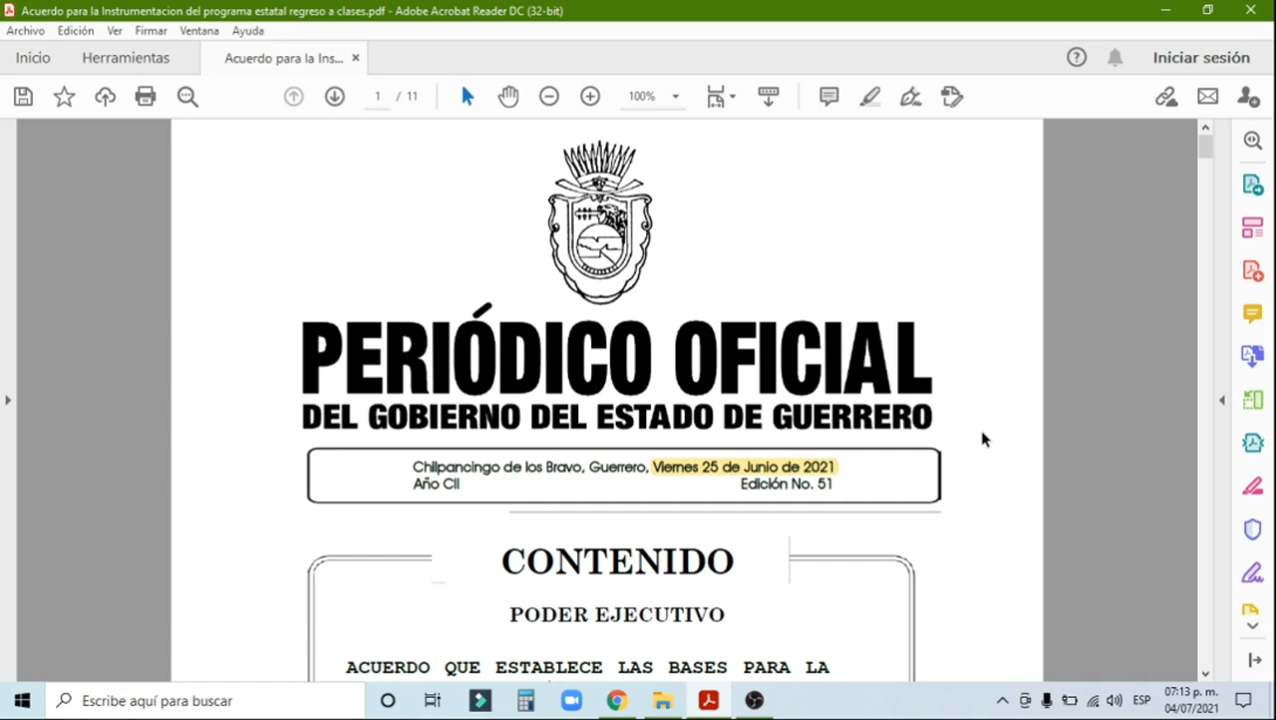 Acuerdo para la Instrumentacion del programa estatal regreso a clases.pdf - Adobe Acrobat Reader DC (32-bit)
Archivo Edición Ver Firmar Ventana Ayuda
Inicio Herramientas Acuerdo para la Ins... Iniciar sesión
1 / 11 100%
PERIÓDICO OFICIAL
DEL GOBIERNO DEL ESTADO DE GUERRERO
Chilpancingo de los Bravo, Guerrero, Viernes 25 de Junio de 2021
Año CII Edición No. 51
CONTENIDO
PODER EJECUTIVO
ACUERDO QUE ESTABLECE LAS BASES PARA LA
Escribe aquí para buscar ESP 07:13 p. m.
04/07/2021